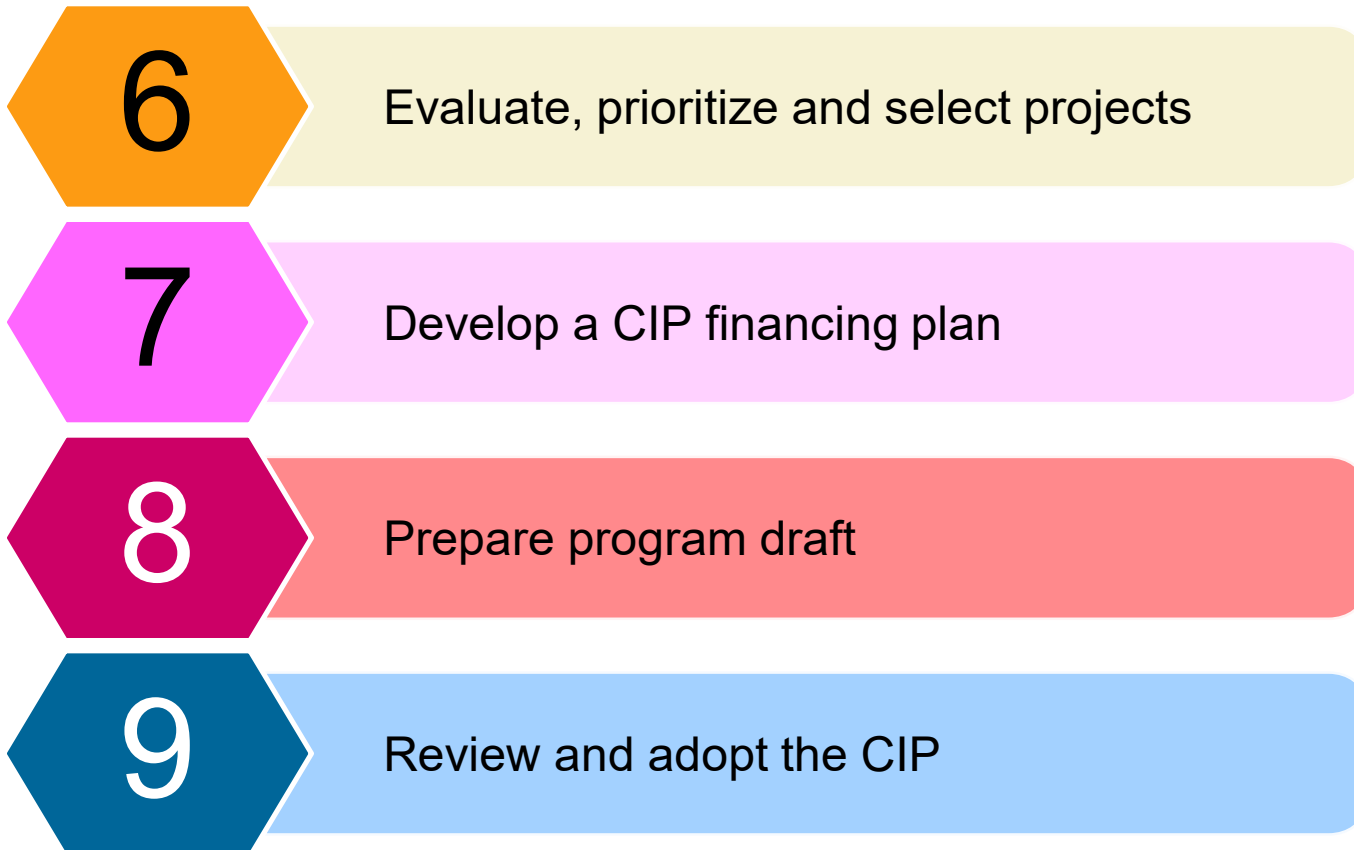 6
Evaluate, prioritize and select projects
7
Develop a CIP financing plan
8
Prepare program draft
9
Review and adopt the CIP